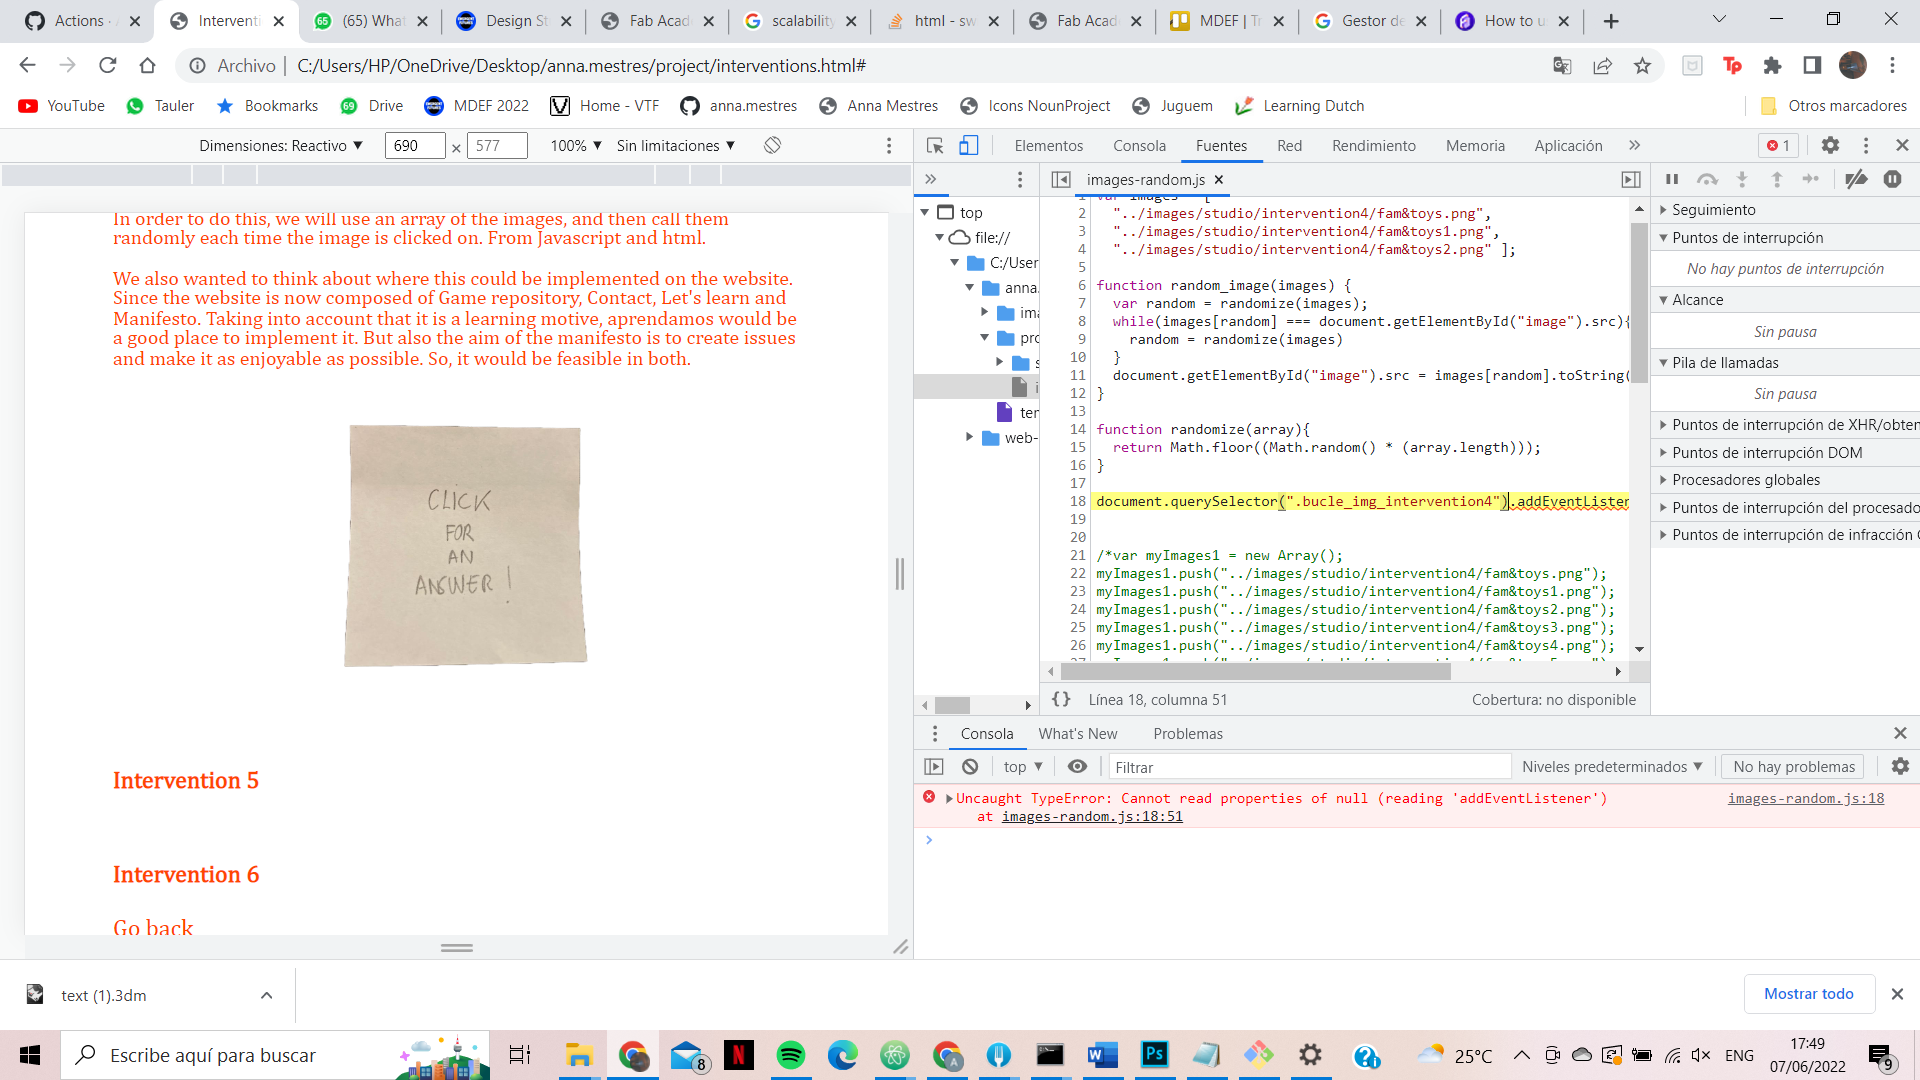 Actions ·
Interventi
(65) What
Design St
Fab Acad
scalability
html - sw
Fab Acad
MDEF | Tr
Gestor de
How to u
Archivo | C:/Users/HP/OneDrive/Desktop/anna.mestres/project/interventions.html#
YouTube
Tauler
Bookmarks
Drive
MDEF 2022
Home - VTF
anna.mestres
Anna Mestres
Icons NounProject
Juguem
Learning Dutch
Otros marcadores
Dimensiones: Reactivo ▼ 690 × 577 100% ▼ Sin limitaciones ▼
Elementos
Consola
Fuentes
Red
Rendimiento
Memoria
Aplicación
»
1
In order to do this, we will use an array of the images, and then call them
randomly each time the image is clicked on. From Javascript and html.
We also wanted to think about where this could be implemented on the website.
Since the website is now composed of Game repository, Contact, Let's learn and
Manifesto. Taking into account that it is a learning motive, aprendamos would be
a good place to implement it. But also the aim of the manifesto is to create issues
and make it as enjoyable as possible. So, it would be feasible in both.
CLICK
FOR
AN
ANSWER!
Intervention 5
Intervention 6
Go back
»
top
file://
C:/User
anna.
ima
pro
s
i
ter
web-
images-random.js ×
2 "../images/studio/intervention4/fam&toys.png",
3 "../images/studio/intervention4/fam&toys1.png",
4 "../images/studio/intervention4/fam&toys2.png" ];
5
6 function random_image(images) {
7 var random = randomize(images);
8 while(images[random] === document.getElementById("image").src){
9 random = randomize(images)
10 }
11 document.getElementById("image").src = images[random].toString(
12 }
13
14 function randomize(array){
15 return Math.floor((Math.random() * (array.length)));
16 }
17
18 document.querySelector(".bucle_img_intervention4").addEventListen
19
20
21 /*var myImages1 = new Array();
22 myImages1.push("../images/studio/intervention4/fam&toys.png");
23 myImages1.push("../images/studio/intervention4/fam&toys1.png");
24 myImages1.push("../images/studio/intervention4/fam&toys2.png");
25 myImages1.push("../images/studio/intervention4/fam&toys3.png");
26 myImages1.push("../images/studio/intervention4/fam&toys4.png");
{} Línea 18, columna 51
Cobertura: no disponible
Seguimiento
Puntos de interrupción
No hay puntos de interrupción
Alcance
Sin pausa
Pila de llamadas
Sin pausa
Puntos de interrupción de XHR/obten
Puntos de interrupción DOM
Procesadores globales
Puntos de interrupción del procesado
Puntos de interrupción de infracción
Consola
What's New
Problemas
top ▼
Filtrar
Niveles predeterminados ▼
No hay problemas
Uncaught TypeError: Cannot read properties of null (reading 'addEventListener')
images-random.js:18
at images-random.js:18:51
text (1).3dm
Mostrar todo
Escribe aquí para buscar
8
25°C
ENG
17:49
07/06/2022
9